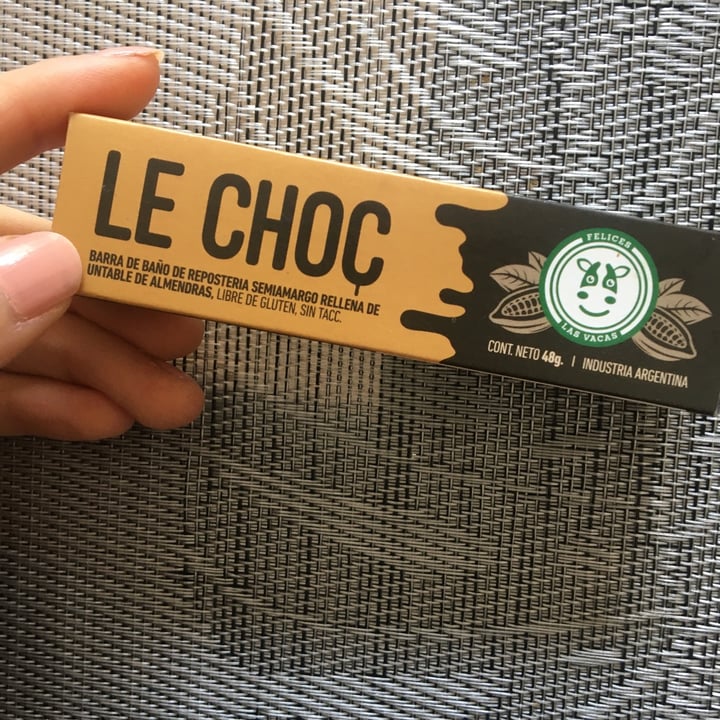 LE CHOÇ
BARRA DE BAÑO DE REPOSTERIA SEMIAMARGO RELLENA DE
UNTABLE DE ALMENDRAS, LIBRE DE GLUTEN, SIN TACC.
FELICES
LAS VACAS
CONT. NETO 48g. | INDUSTRIA ARGENTINA